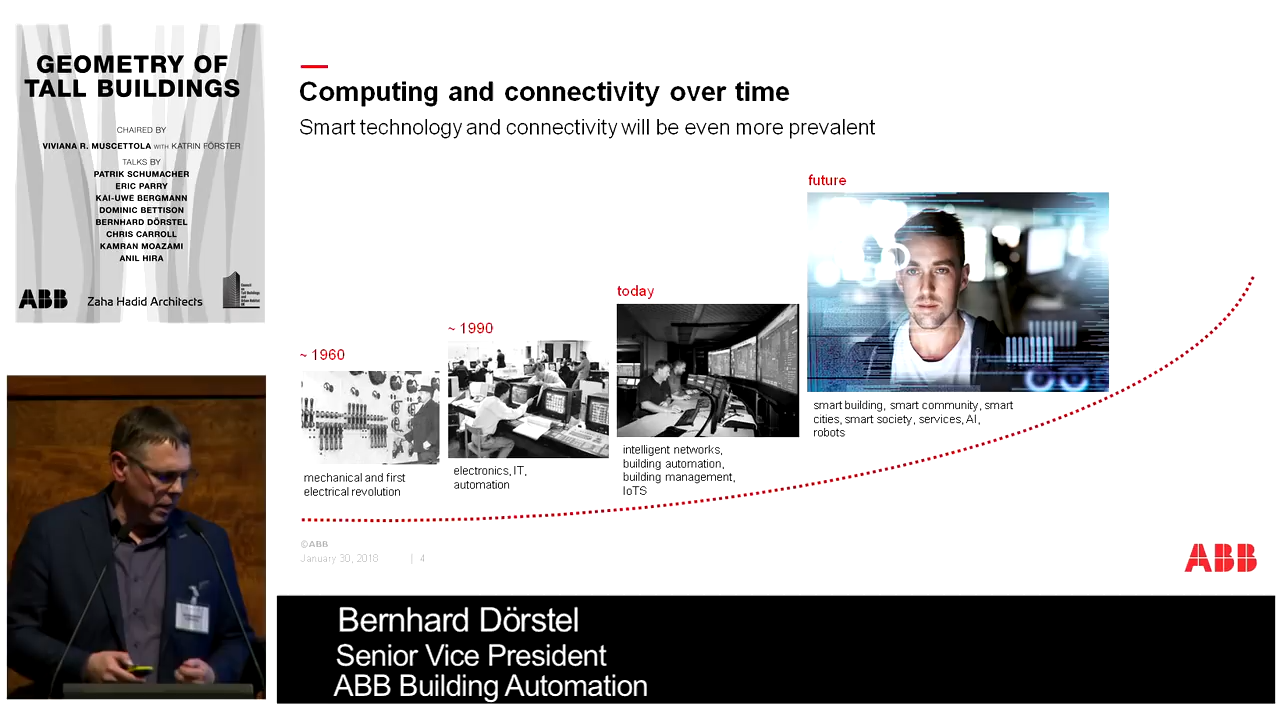 GEOMETRY OF
TALL BUILDINGS
CHAIRED BY
VIVIANA R. MUSCETTOLA WITH KATRIN FÖRSTER
TALKS BY
PATRIK SCHUMACHER
ERIC PARRY
KAI-UWE BERGMANN
DOMINIC BETTISON
BERNHARD DÖRSTEL
CHRIS CARROLL
KAMRAN MOAZAMI
ANIL HIRA
ABB
Zaha Hadid Architects
Computing and connectivity over time
Smart technology and connectivity will be even more prevalent
~ 1960
mechanical and first
electrical revolution
~ 1990
electronics, IT,
automation
today
intelligent networks,
building automation,
building management,
IoTS
future
smart building, smart community, smart
cities, smart society, services, AI,
robots
©ABB
January 30, 2018 | 4
ABB
Bernhard Dörstel
Senior Vice President
ABB Building Automation